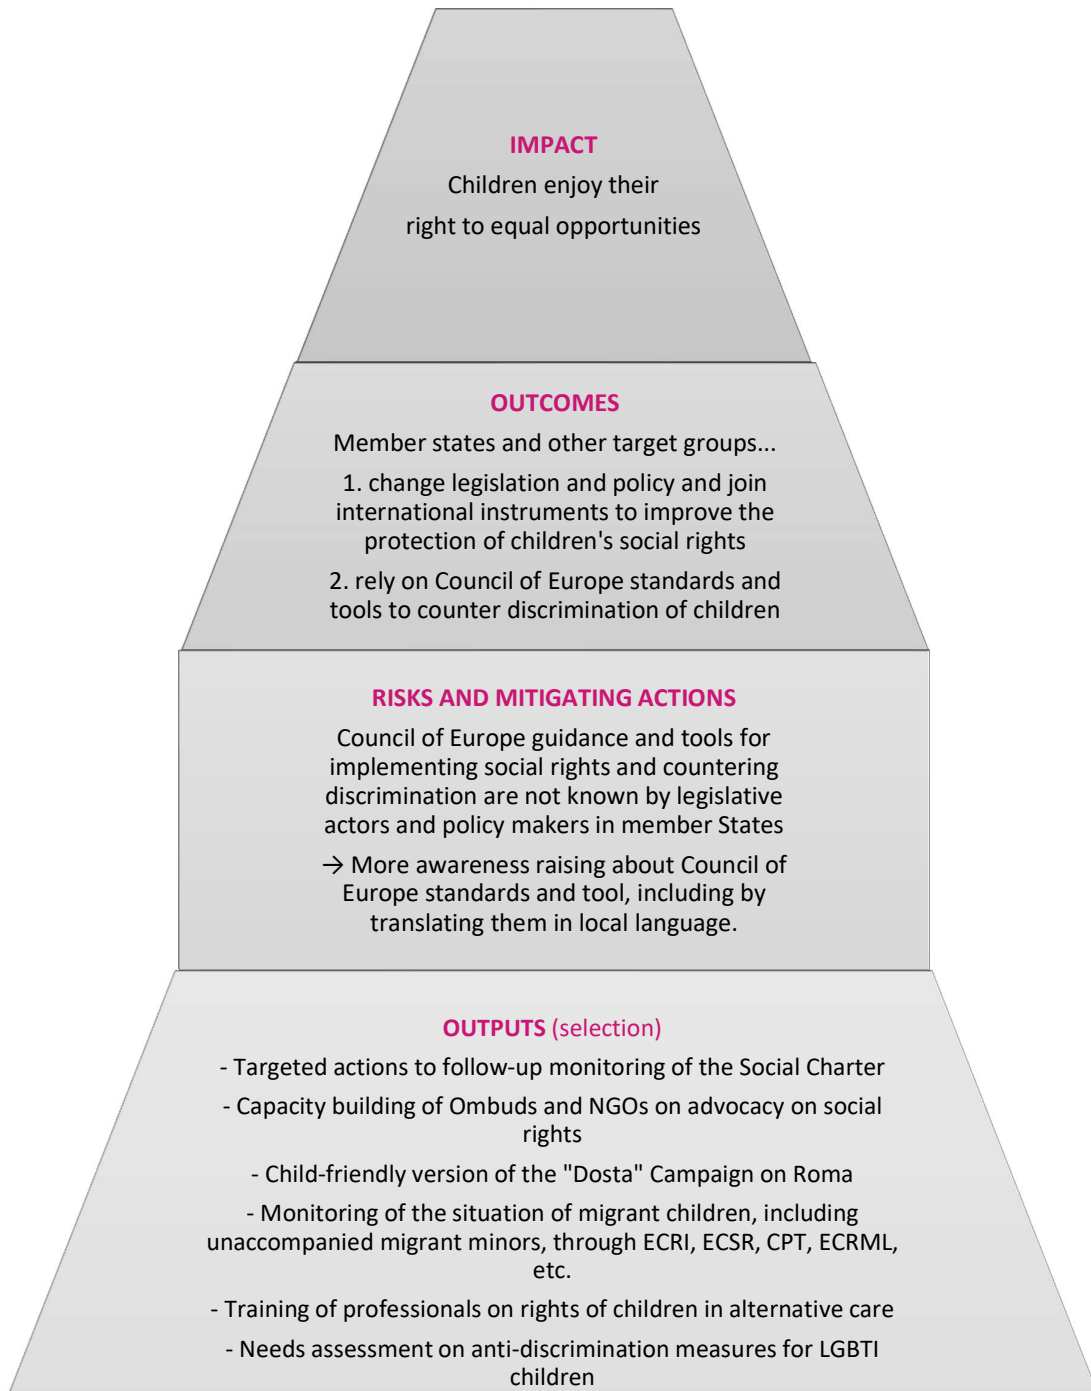 IMPACT
Children enjoy their
right to equal opportunities
OUTCOMES
Member states and other target groups...
1. change legislation and policy and join
international instruments to improve the
protection of children's social rights
2. rely on Council of Europe standards and
tools to counter discrimination of children
RISKS AND MITIGATING ACTIONS
Council of Europe guidance and tools for
implementing social rights and countering
discrimination are not known by legislative
actors and policy makers in member States
→ More awareness raising about Council of
Europe standards and tool, including by
translating them in local language.
OUTPUTS (selection)
- Targeted actions to follow-up monitoring of the Social Charter
- Capacity building of Ombuds and NGOs on advocacy on social
rights
- Child-friendly version of the "Dosta" Campaign on Roma
- Monitoring of the situation of migrant children, including
unaccompanied migrant minors, through ECRI, ECSR, CPT, ECRML,
etc.
- Training of professionals on rights of children in alternative care
- Needs assessment on anti-discrimination measures for LGBTI
children